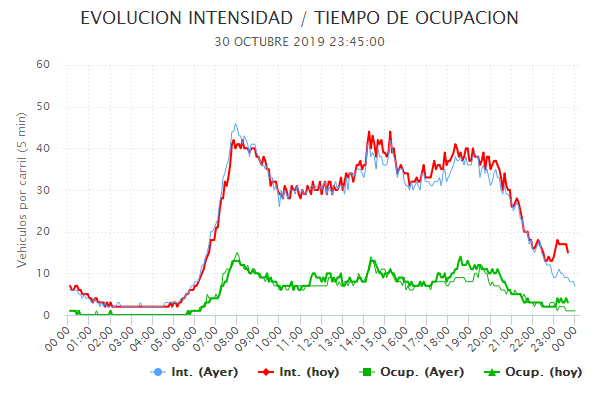 EVOLUCION INTENSIDAD / TIEMPO DE OCUPACION
30 OCTUBRE 2019 23:45:00
Vehiculos por carril (5 min)
60
50
40
30
20
10
0
00:00 01:00 02:00 03:00 04:00 05:00 06:00 07:00 08:00 09:00 10:00 11:00 12:00 13:00 14:00 15:00 16:00 17:00 18:00 19:00 20:00 21:00 22:00 23:00 00:00
Int. (Ayer) Int. (hoy) Ocup. (Ayer) Ocup. (hoy)